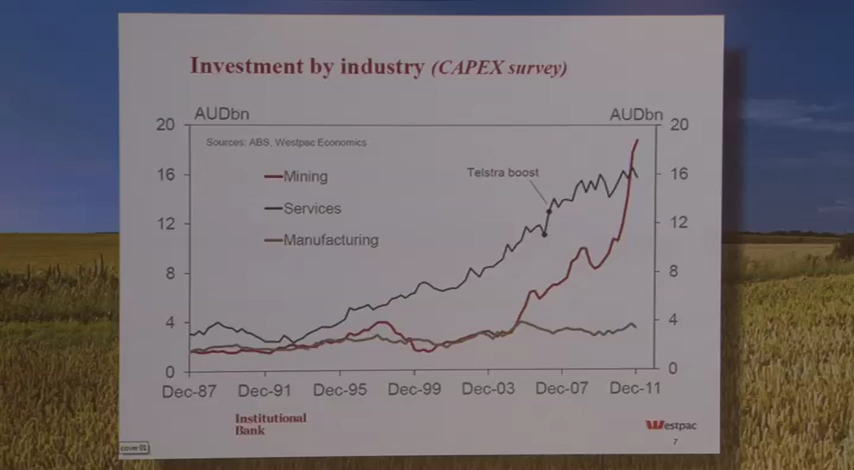 Investment by industry (CAPEX survey)
AUDbn AUDbn
20 20
Sources: ABS, Westpac Economics
16 Mining Telstra boost 16
Services
12 12
Manufacturing
8 8
4 4
0 0
Dec-87 Dec-91 Dec-95 Dec-99 Dec-03 Dec-07 Dec-11
Institutional
Bank
Westpac
7
cover 01